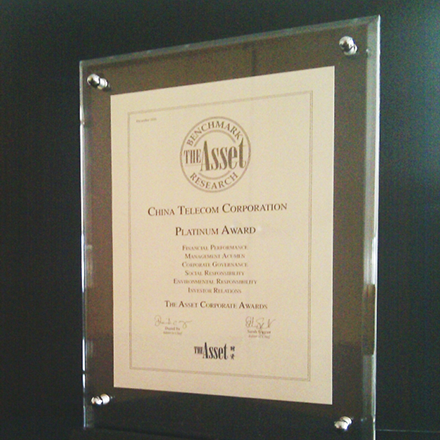 BENCHMARK
THE Asset
RESEARCH
CHINA TELECOM CORPORATION
PLATINUM AWARD
FINANCIAL PERFORMANCE
MANAGEMENT ACUMEN
CORPORATE GOVERNANCE
SOCIAL RESPONSIBILITY
ENVIRONMENTAL RESPONSIBILITY
INVESTOR RELATIONS
THE ASSET CORPORATE AWARDS
THE Asset